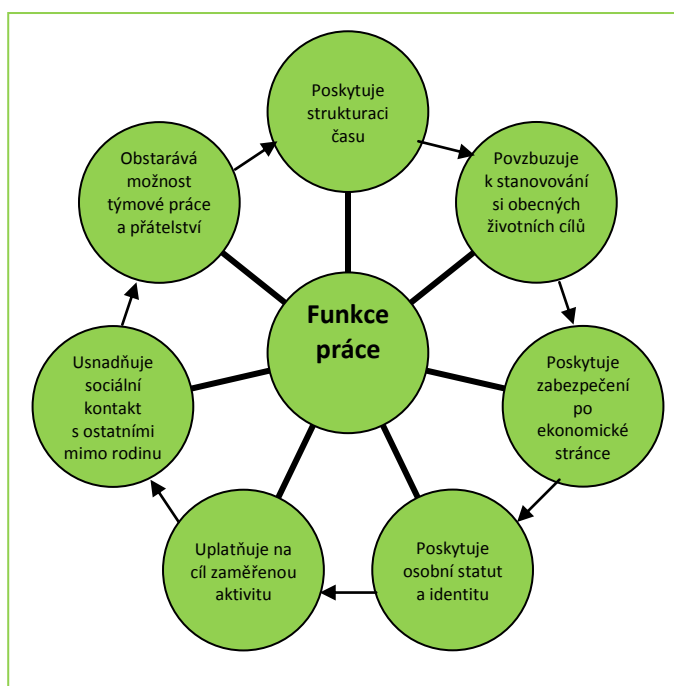 Poskytuje
strukturaci
času
Povzbuzuje
k stanovování
si obecných
životních cílů
Poskytuje
zabezpečení
po
ekonomické
stránce
Poskytuje
osobní statut
a identitu
Uplatňuje na
cíl zaměřenou
aktivitu
Usnadňuje
sociální
kontakt
s ostatními
mimo rodinu
Obstarává
možnost
týmové práce
a přátelství
Funkce
práce